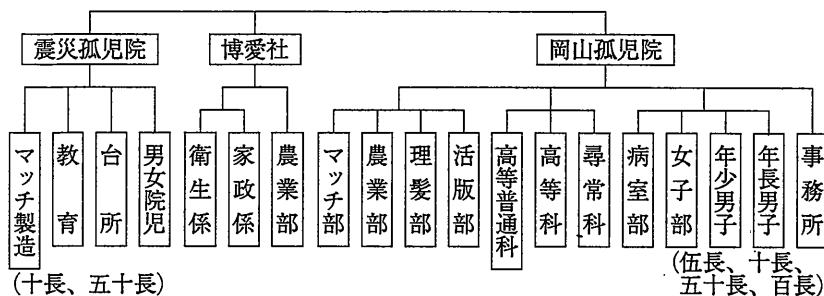 震災孤児院
博愛社
岡山孤児院
マッチ製造
教育
台所
男女院児
衛生係
家政係
農業部
マッチ部
農業部
理髪部
活版部
高等普通科
高等科
尋常科
病室部
女子部
年少男子
年長男子
事務所
(十長、五十長)
(伍長、十長、
五十長、百長)